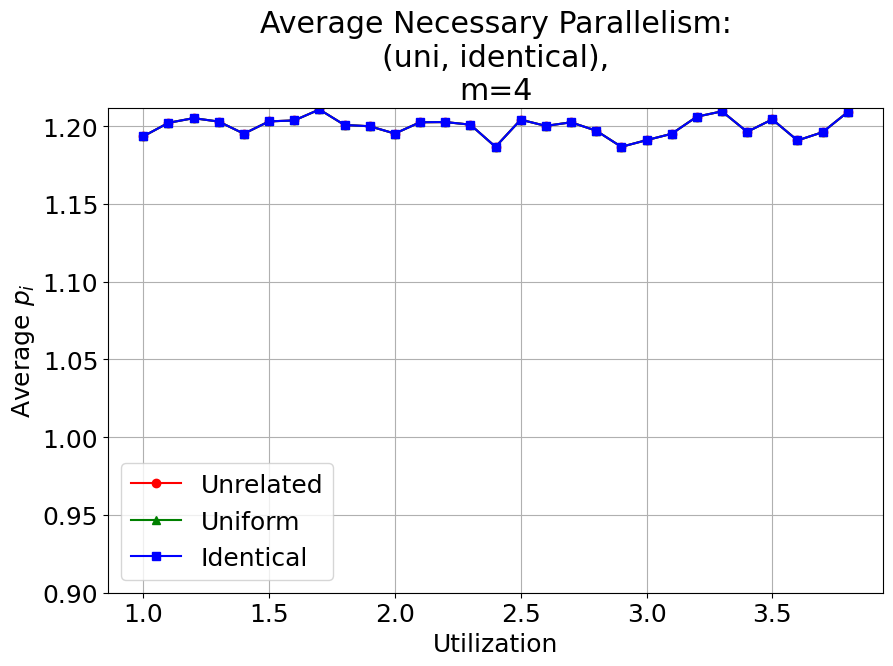 Average Necessary Parallelism:
(uni, identical),
m=4
1.20
1.15
1.10
1.05
1.00
0.95
0.90
Average p_i
Unrelated
Uniform
Identical
1.0 1.5 2.0 2.5 3.0 3.5
Utilization